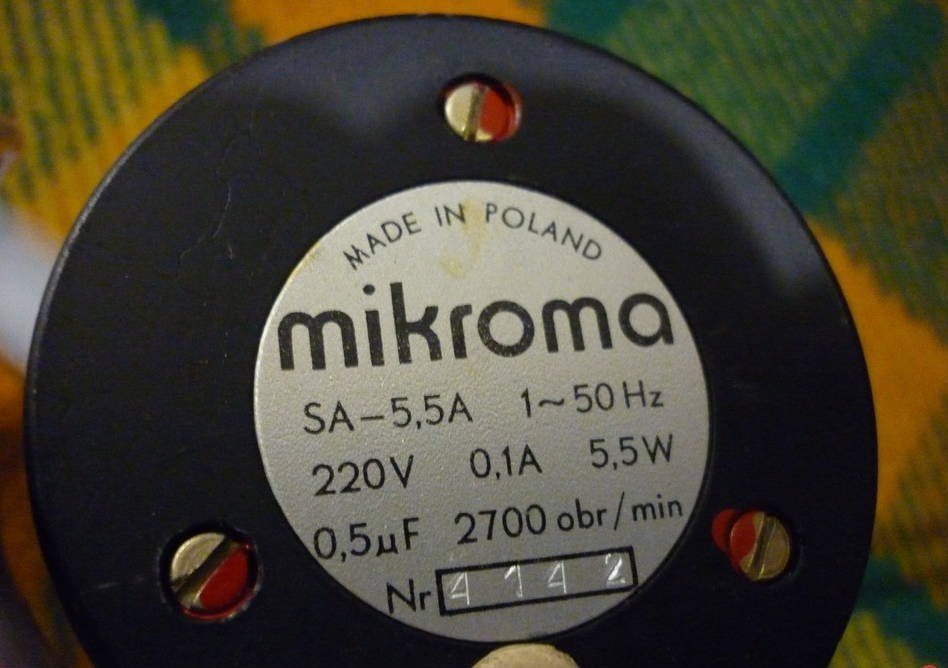 MADE IN POLAND
mikroma
SA-5,5A 1~50 Hz
220V 0,1A 5,5W
0,5µF 2700 obr/min
Nr 4142